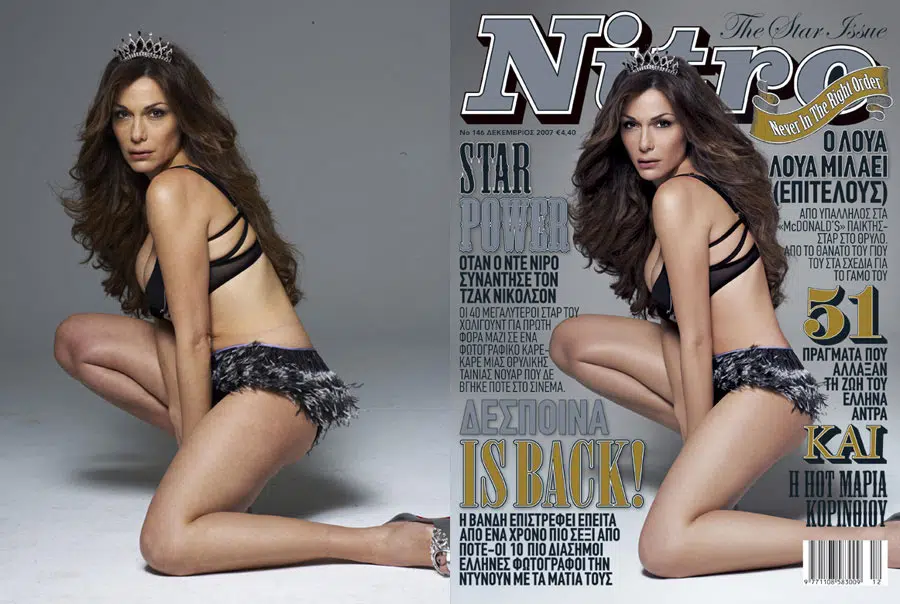 The Star Issue
Nitro
Never In The Right Order
Νο 146 ΔΕΚΕΜΒΡΙΟΣ 2007 €4,40
STAR
POWER
ΟΤΑΝ Ο ΝΤΕ ΝΙΡΟ
ΣΥΝΑΝΤΗΣΕ ΤΟΝ
ΤΖΑΚ ΝΙΚΟΛΣΟΝ
ΟΙ 40 ΜΕΓΑΛΥΤΕΡΟΙ ΣΤΑΡ ΤΟΥ
ΧΟΛΙΓΟΥΝΤ ΓΙΑ ΠΡΩΤΗ
ΦΟΡΑ ΜΑΖΙ ΣΕ ΕΝΑ
ΦΩΤΟΓΡΑΦΙΚΟ ΚΑΡΕ-
ΚΑΡΕ ΜΙΑΣ ΘΡΥΛΙΚΗΣ
ΤΑΙΝΙΑΣ ΝΟΥΑΡ ΠΟΥ ΔΕ
ΒΓΗΚΕ ΠΟΤΕ ΣΤΟ ΣΙΝΕΜΑ.
ΔΕΣΠΟΙΝΑ
IS BACK!
Η ΒΑΝΔΗ ΕΠΙΣΤΡΕΦΕΙ ΕΠΕΙΤΑ
ΑΠΟ ΕΝΑ ΧΡΟΝΟ ΠΙΟ ΣΕΞΙ ΑΠΟ
ΠΟΤΕ-ΟΙ 10 ΠΙΟ ΔΙΑΣΗΜΟΙ
ΕΛΛΗΝΕΣ ΦΩΤΟΓΡΑΦΟΙ ΤΗΝ
ΝΤΥΝΟΥΝ ΜΕ ΤΑ ΜΑΤΙΑ ΤΟΥΣ
Ο ΛΟΥΑ
ΛΟΥΑ ΜΙΛΑΕΙ
(ΕΠΙΤΕΛΟΥΣ)
ΑΠΟ ΥΠΑΛΛΗΛΟΣ ΣΤΑ
«McDONALD'S» ΠΑΙΚΤΗΣ-
ΣΤΑΡ ΣΤΟ ΘΡΥΛΟ.
ΑΠΟ ΤΟ ΘΑΝΑΤΟ ΤΟΥ ΓΙΟΥ
ΤΟΥ ΣΤΑ ΣΧΕΔΙΑ ΓΙΑ
ΤΟ ΓΑΜΟ ΤΟΥ
51
ΠΡΑΓΜΑΤΑ ΠΟΥ
ΑΛΛΑΞΑΝ
ΤΗ ΖΩΗ ΤΟΥ
ΕΛΛΗΝΑ
ΑΝΤΡΑ
ΚΑΙ
Η HOT ΜΑΡΙΑ
ΚΟΡΙΝΘΙΟΥ
9 771108 583009 12